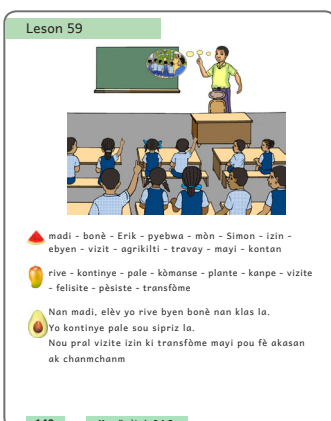 Leson 59
madi - bonè - Erik - pyebwa - mòn - Simon - izin -
ebyen - vizit - agrikilti - travay - mayi - kontan
rive - kontinye - pale - kòmanse - plante - kanpe - vizite
- felisite - pèsiste - transfòme
Nan madi, elèv yo rive byen bonè nan klas la.
Yo kontinye pale sou sipriz la.
Nou pral vizite izin ki transfòme mayi pou fè akasan
ak chanmchanm